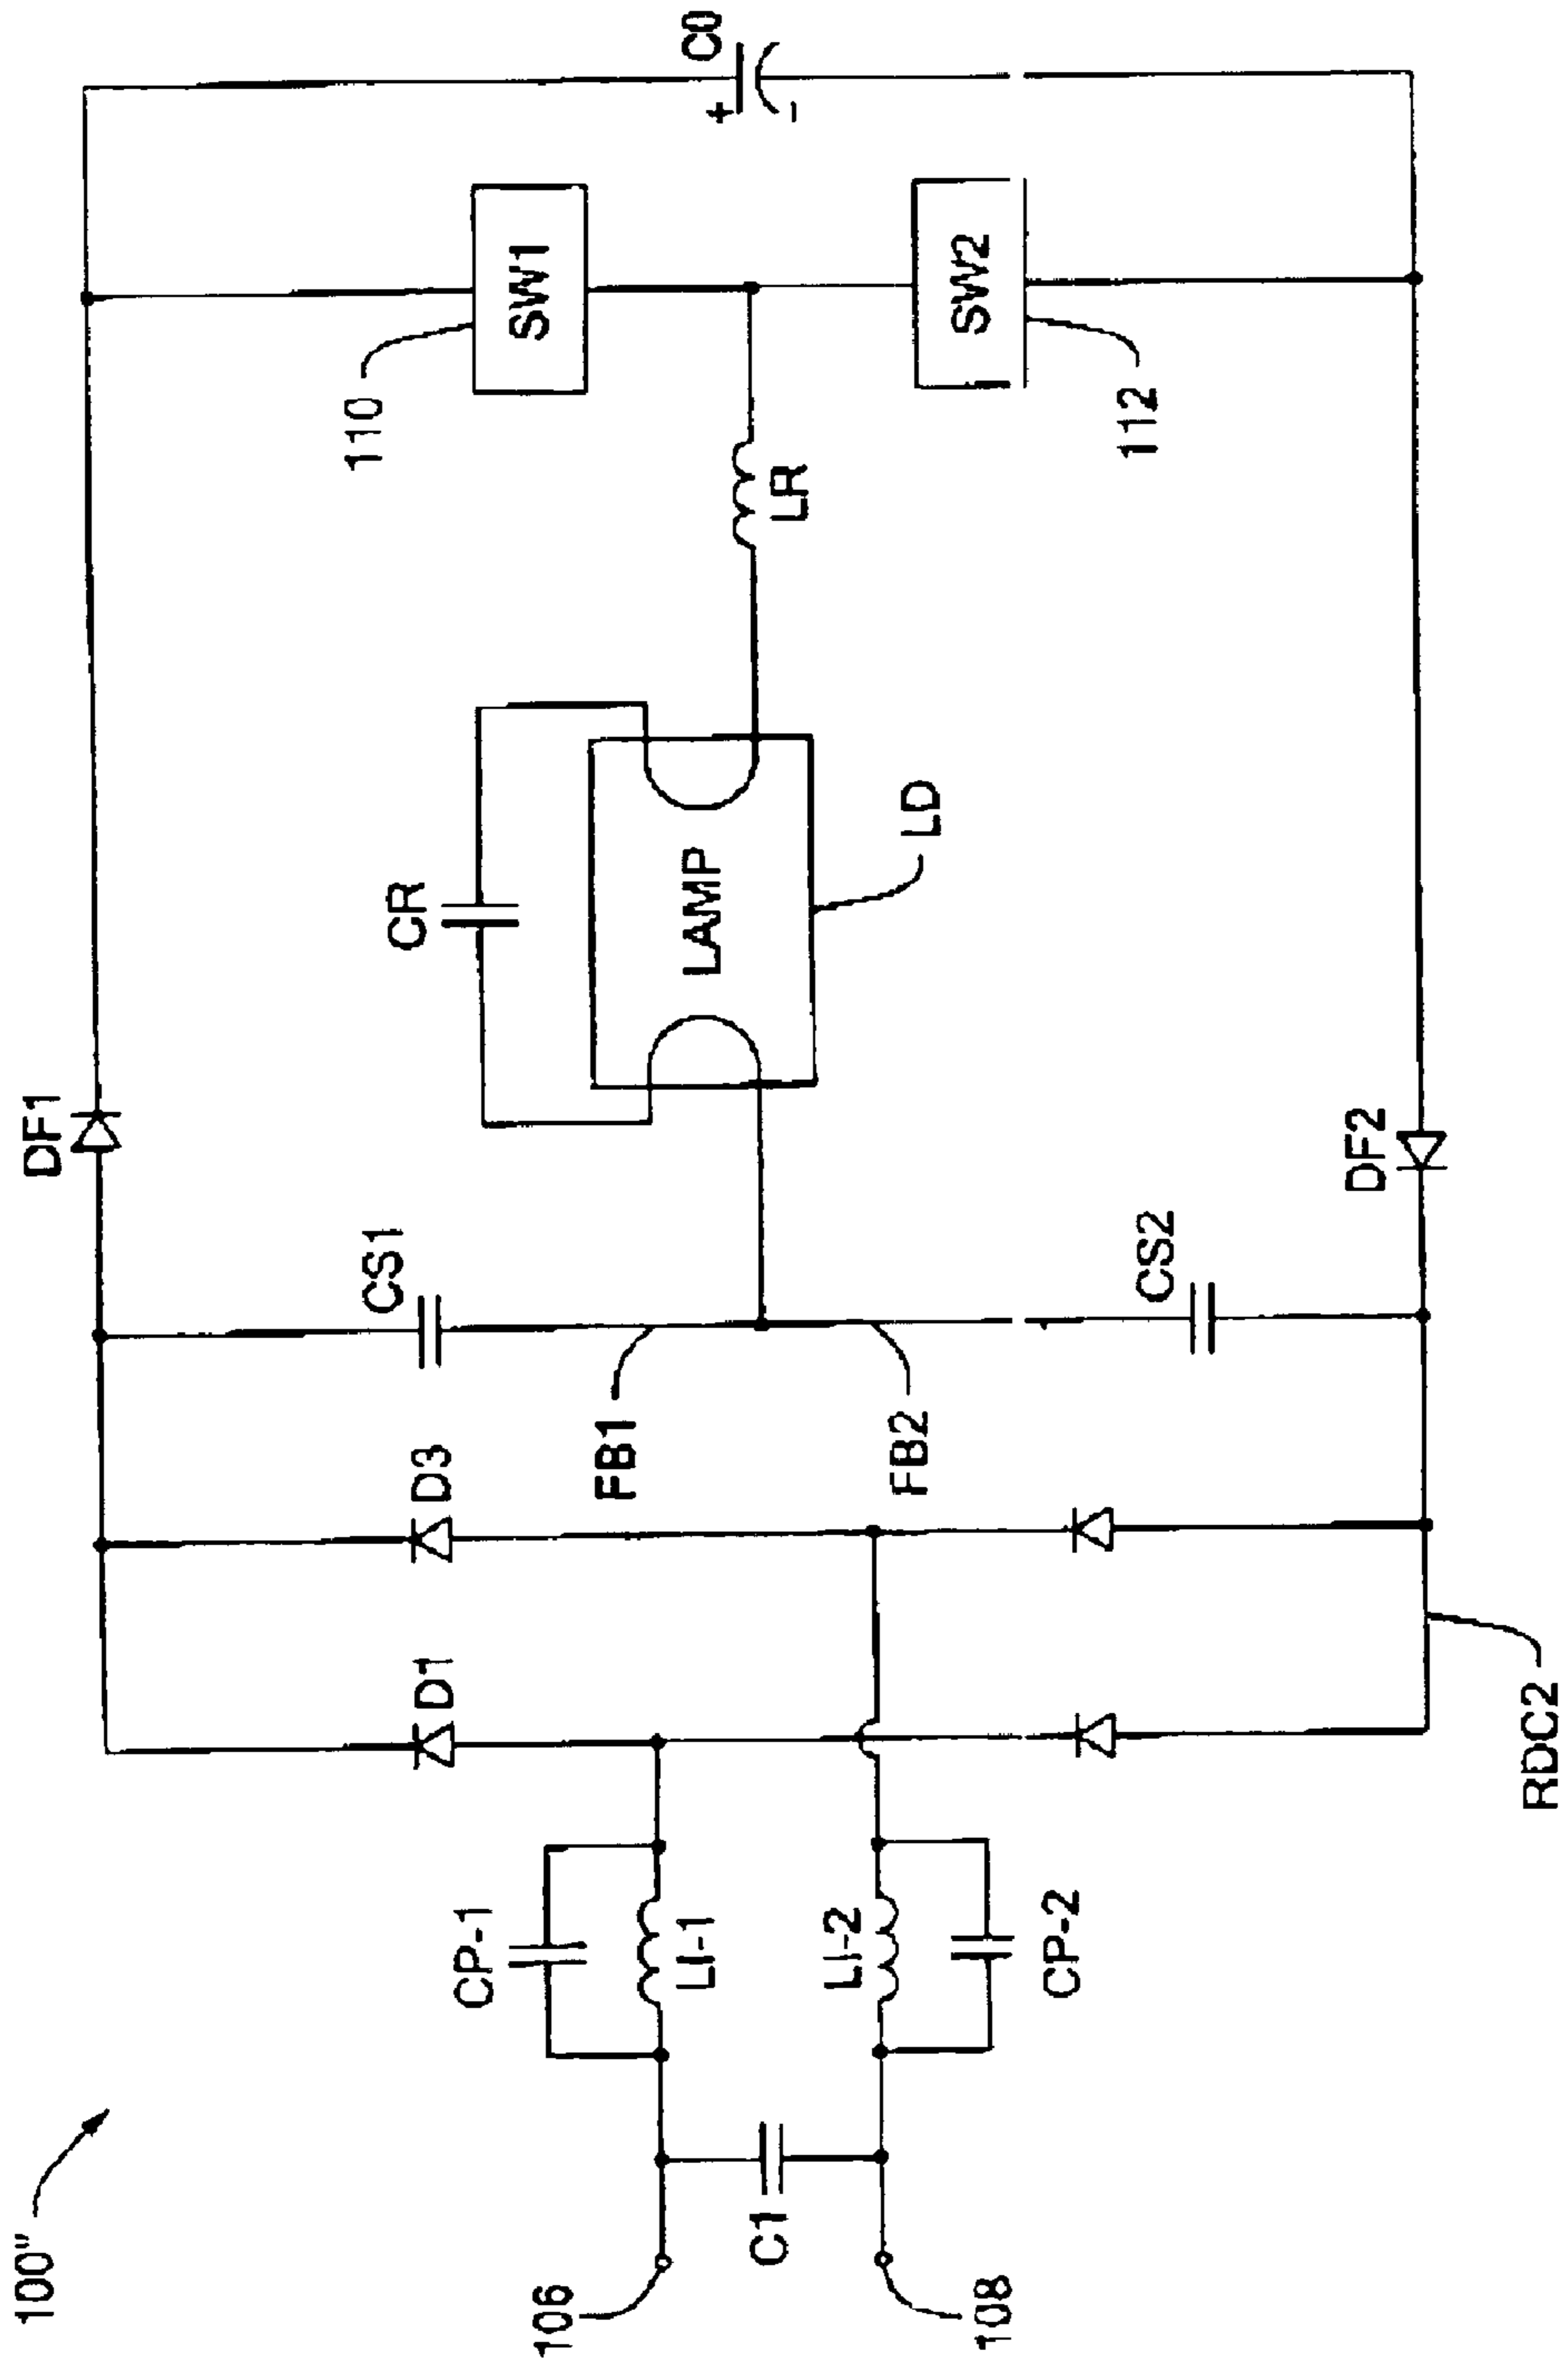 100"
DF1
C0
+
-
CS1
CR
110
SW1
D1
D3
CP-1
106
LI-1
FB1
LAMP
LR
C1
LI-2
FB2
LD
SW2
108
CP-2
CS2
112
DF2
RDC2